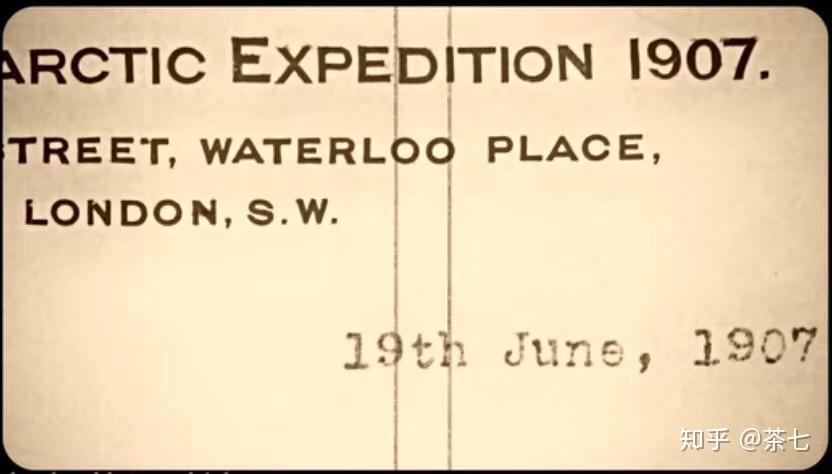 ARCTIC EXPEDITION 1907.
TREET, WATERLOO PLACE,
LONDON, S.W.
19th June, 1907
知乎 @茶七